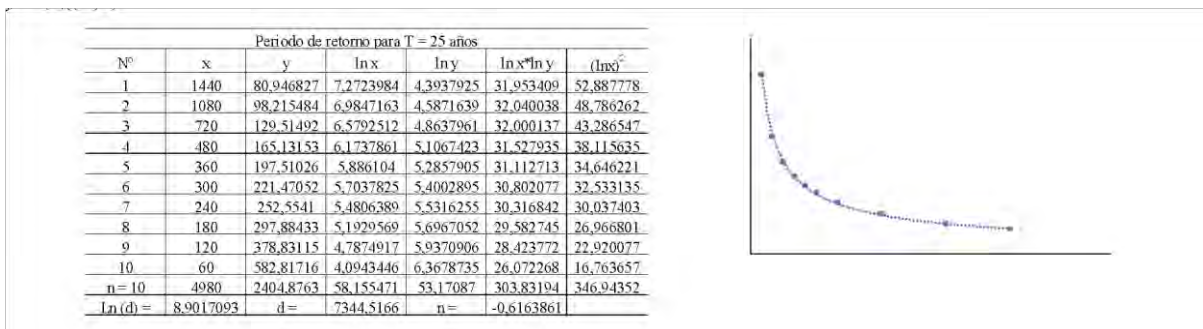 Periodo de retorno para T = 25 años
Nº x y ln x ln y ln x*ln y (lnx)^2
1 1440 80,946827 7,2723984 4,3937925 31,953409 52,887778
2 1080 98,215484 6,9847163 4,5871639 32,040038 48,786262
3 720 129,51492 6,5792512 4,8637961 32,000137 43,286547
4 480 165,13153 6,1737861 5,1067423 31,527935 38,115635
5 360 197,51026 5,886104 5,2857905 31,112713 34,646221
6 300 221,47052 5,7037825 5,4002895 30,802077 32,533135
7 240 252,5541 5,4806389 5,5316255 30,316842 30,037403
8 180 297,88433 5,1929569 5,6967052 29,582745 26,966801
9 120 378,83115 4,7874917 5,9370906 28,423772 22,920077
10 60 582,81716 4,0943446 6,3678735 26,072268 16,763657
n = 10 4980 2404,8763 58,155471 53,17087 303,83194 346,94352
Ln (d) = 8,9017093 d = 7344,5166 n = -0,6163861